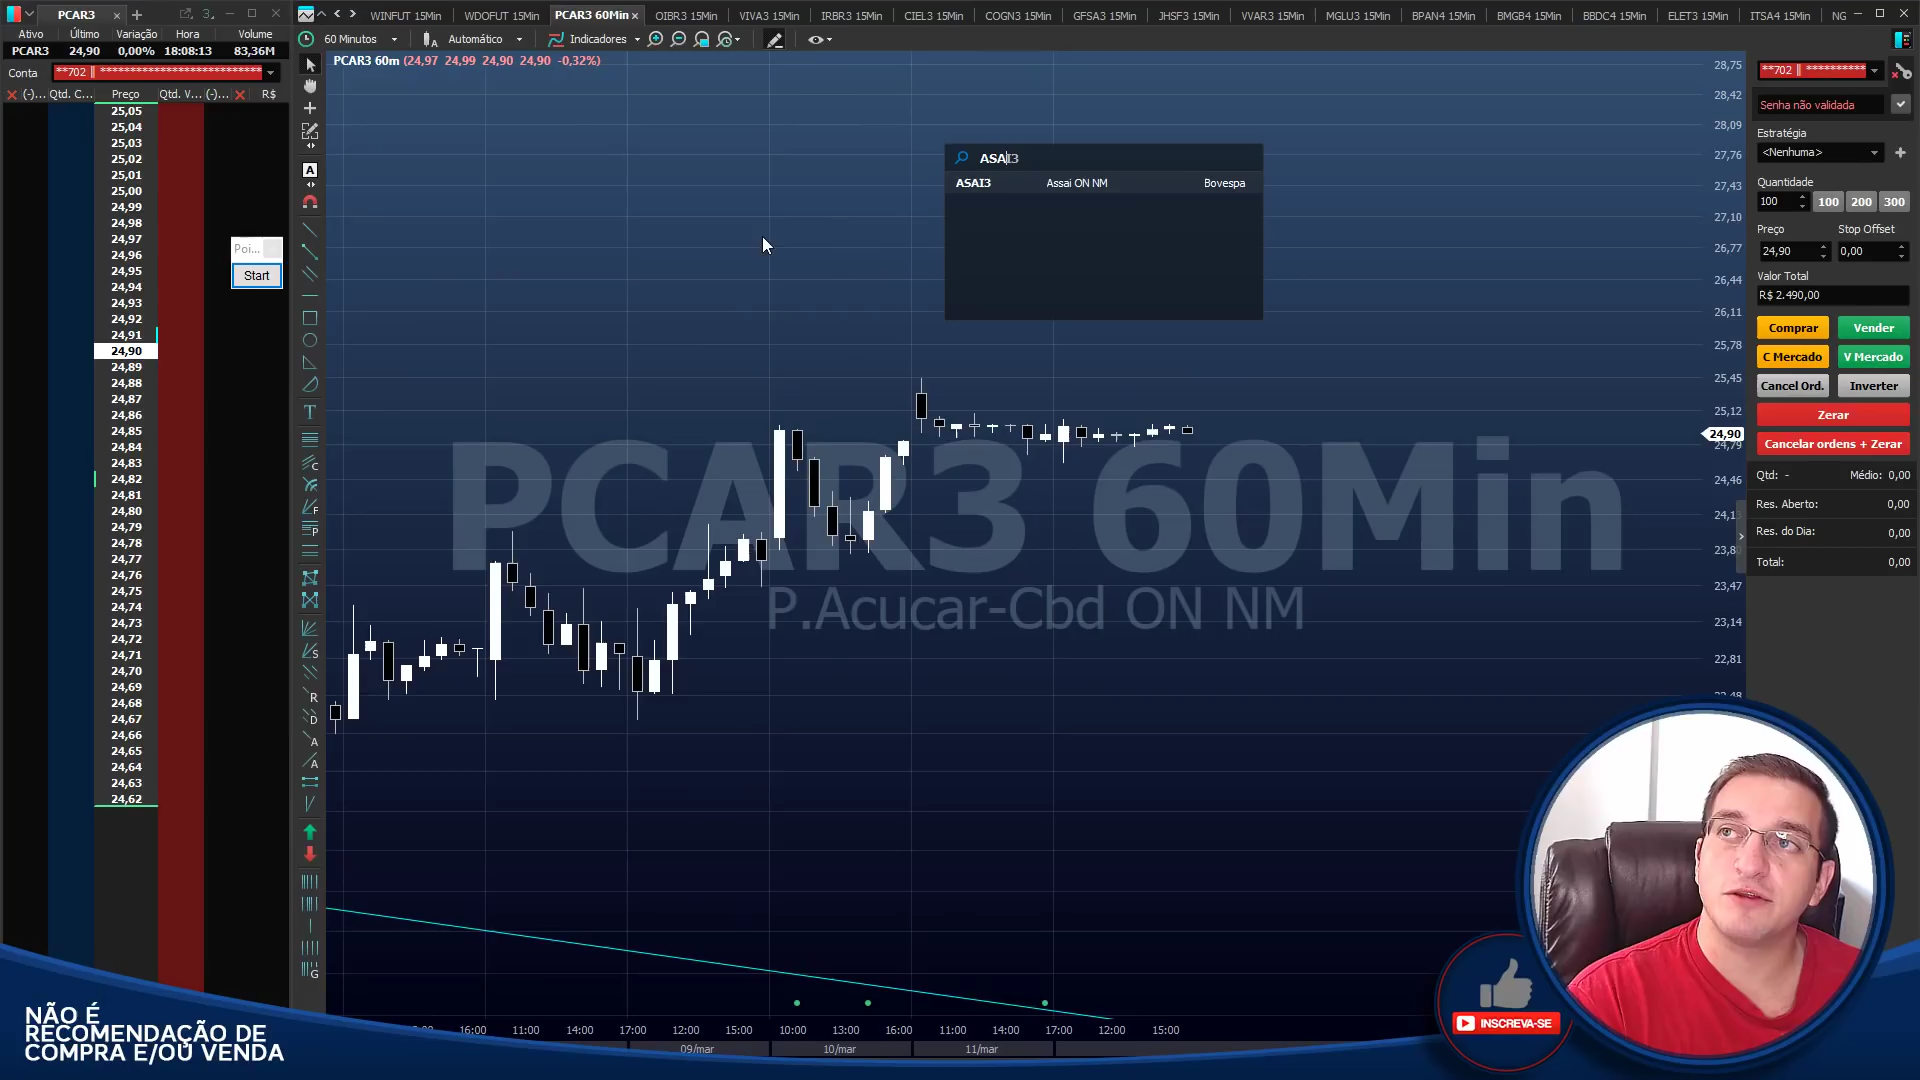 PCAR3
3
WINFUT 15Min
WDOFUT 15Min
PCAR3 60Min
OIBR3 15Min
VIVA3 15Min
IRBR3 15Min
CIEL3 15Min
COGN3 15Min
GFSA3 15Min
JHSF3 15Min
VVAR3 15Min
MGLU3 15Min
BPAN4 15Min
BMGB4 15Min
BBDC4 15Min
ELET3 15Min
ITSA4 15Min
NG
Ativo Último Variação Hora Volume
PCAR3 24,90 0,00% 18:08:13 83,36M
Conta **702 || ****************************
(-)... Qtd. C... Preço Qtd. V... (-)... R$
60 Minutos
Automático
Indicadores
PCAR3 60m (24,97 24,99 24,90 24,90 -0,32%)
25,05
25,04
25,03
25,02
25,01
25,00
24,99
24,98
24,97
24,96
24,95
24,94
24,93
24,92
24,91
24,90
24,89
24,88
24,87
24,86
24,85
24,84
24,83
24,82
24,81
24,80
24,79
24,78
24,77
24,76
24,75
24,74
24,73
24,72
24,71
24,70
24,69
24,68
24,67
24,66
24,65
24,64
24,63
24,62
Poi...
Start
ASAI3
ASAI3 Assai ON NM Bovespa
PCAR3 60Min
P.Acucar-Cbd ON NM
28,75
28,42
28,09
27,76
27,43
27,10
26,77
26,44
26,11
25,78
25,45
25,12
24,90
24,79
24,46
24,13
23,80
23,47
23,14
22,81
22,48
**702 || **********
Senha não validada
Estratégia
<Nenhuma>
Quantidade
100 100 200 300
Preço Stop Offset
24,90 0,00
Valor Total
R$ 2.490,00
Comprar Vender
C Mercado V Mercado
Cancel Ord. Inverter
Zerar
Cancelar ordens + Zerar
Qtd: - Médio: 0,00
Res. Aberto: 0,00
Res. do Dia: 0,00
Total: 0,00
16:00 11:00 14:00 17:00 12:00 15:00 10:00 13:00 16:00 11:00 14:00 17:00 12:00 15:00
09/mar 10/mar 11/mar
NÃO É
RECOMENDAÇÃO DE
COMPRA E/OU VENDA
INSCREVA-SE